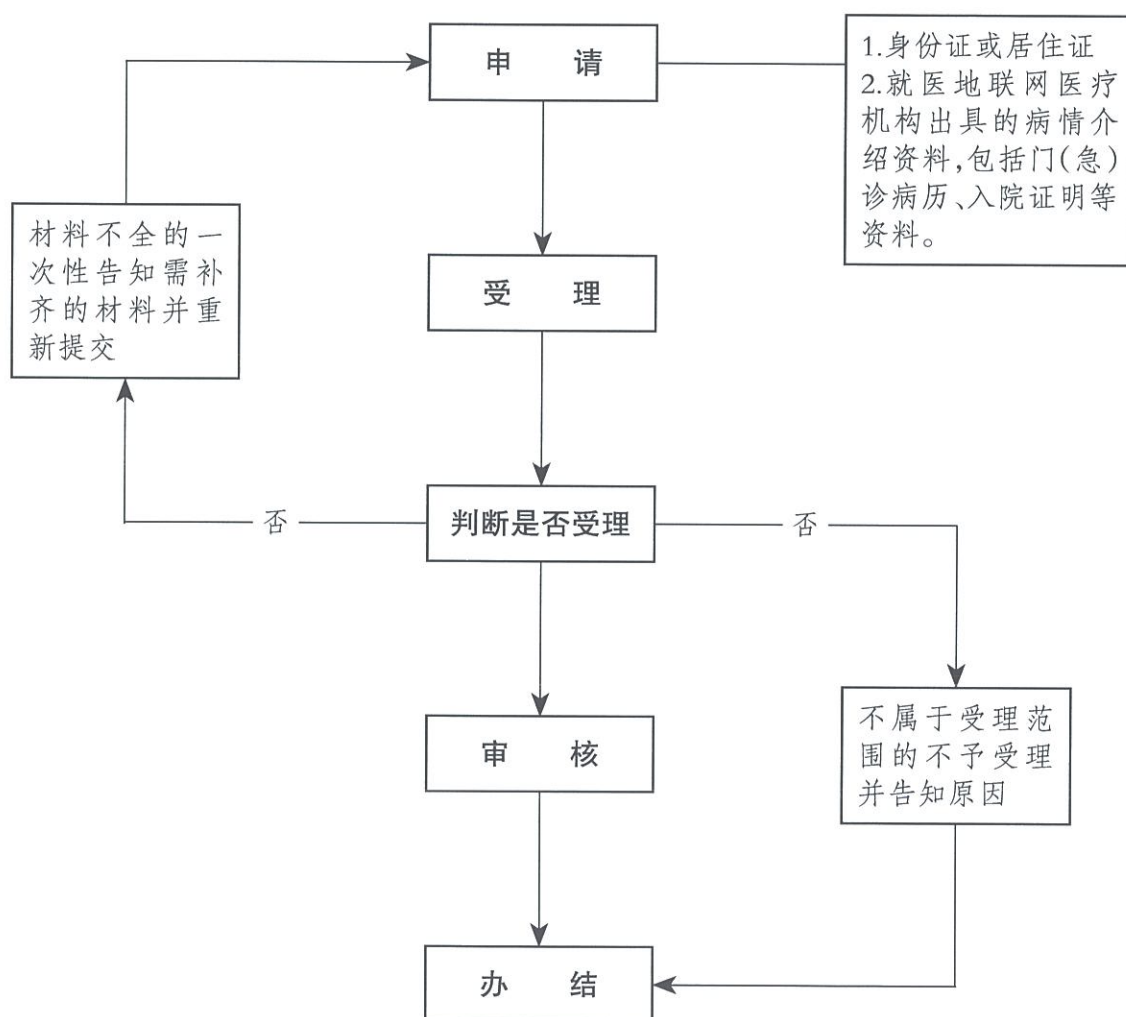 申　　请
1.身份证或居住证
2.就医地联网医疗
机构出具的病情介
绍资料,包括门(急)
诊病历、入院证明等
资料。
材料不全的一
次性告知需补
齐的材料并重
新提交
受　　理
否
判断是否受理
否
审　　核
不属于受理范
围的不予受理
并告知原因
办　　结